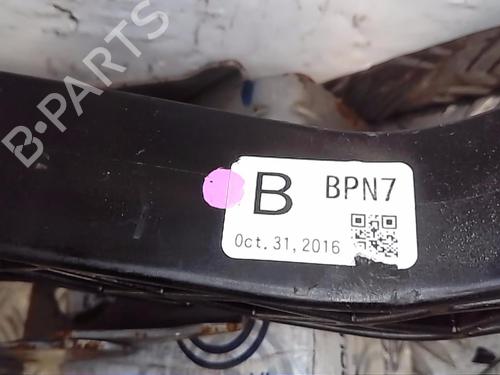 B-PARTS
B BPN7
Oct. 31, 2016